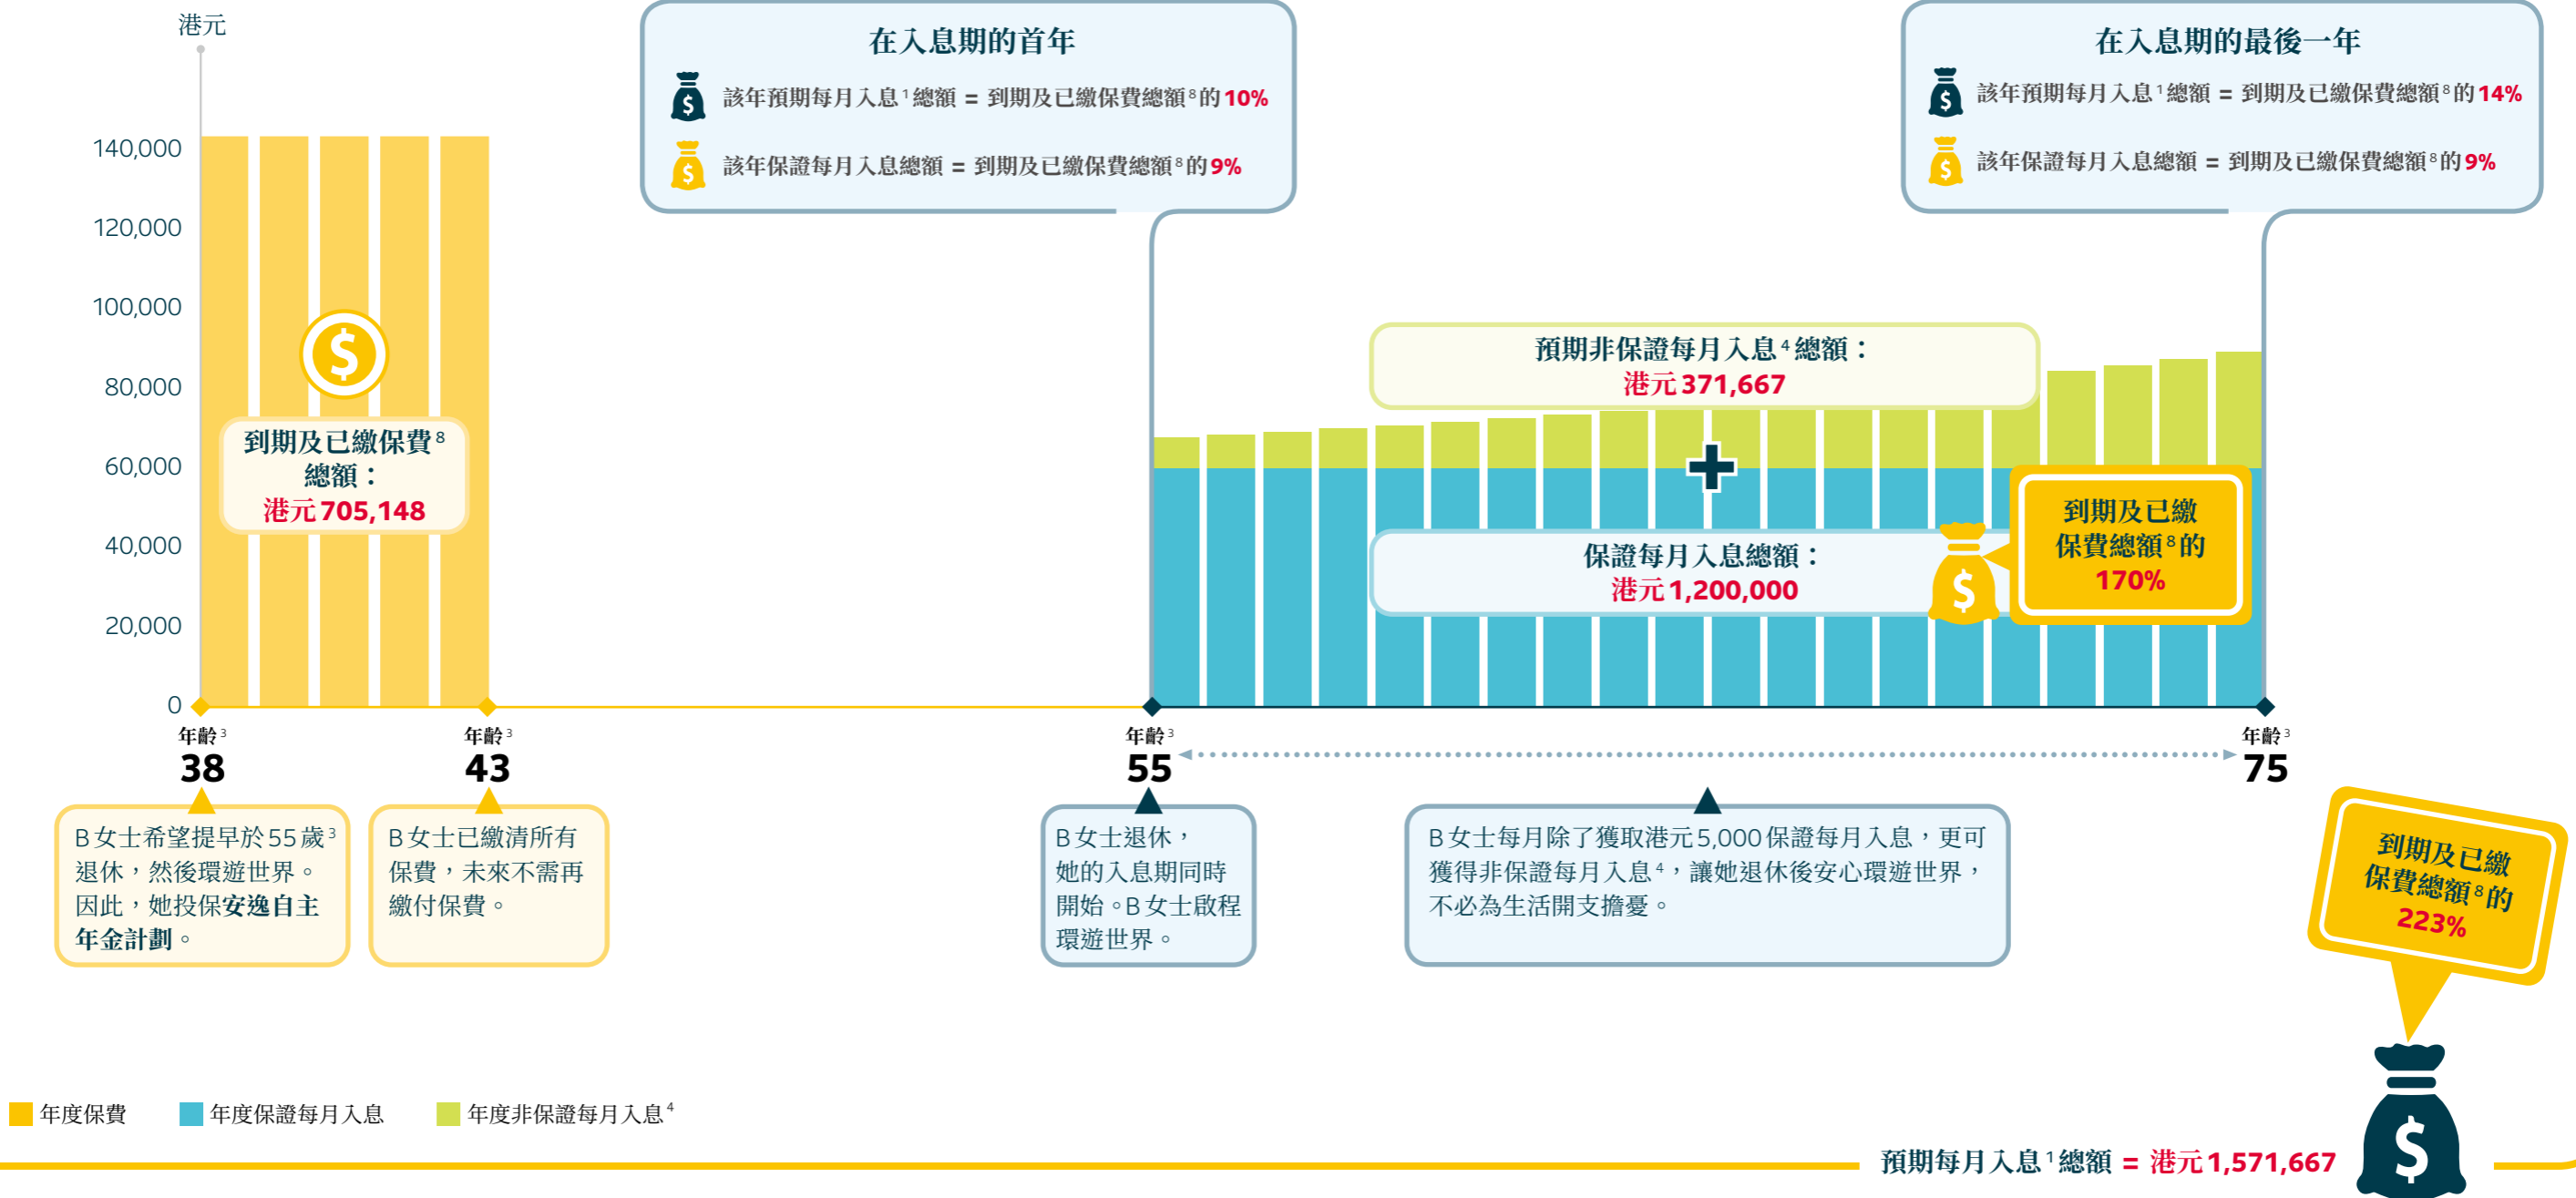 港元
140,000
120,000
100,000
80,000
60,000
40,000
20,000
0
$
到期及已繳保費⁸
總額：
港元705,148
在入息期的首年
$ 該年預期每月入息¹總額 = 到期及已繳保費總額⁸的10%
$ 該年保證每月入息總額 = 到期及已繳保費總額⁸的9%
在入息期的最後一年
$ 該年預期每月入息¹總額 = 到期及已繳保費總額⁸的14%
$ 該年保證每月入息總額 = 到期及已繳保費總額⁸的9%
預期非保證每月入息⁴總額：
港元371,667
+
保證每月入息總額：
港元1,200,000
$
到期及已繳
保費總額⁸的
170%
年齡³
38
年齡³
43
年齡³
55
年齡³
75
B女士希望提早於55歲³
退休，然後環遊世界。
因此，她投保安逸自主
年金計劃。
B女士已繳清所有
保費，未來不需再
繳付保費。
B女士退休，
她的入息期同時
開始。B女士啟程
環遊世界。
B女士每月除了獲取港元5,000保證每月入息，更可
獲得非保證每月入息⁴，讓她退休後安心環遊世界，
不必為生活開支擔憂。
到期及已繳
保費總額⁸的
223%
年度保費
年度保證每月入息
年度非保證每月入息⁴
預期每月入息¹總額 = 港元1,571,667
$